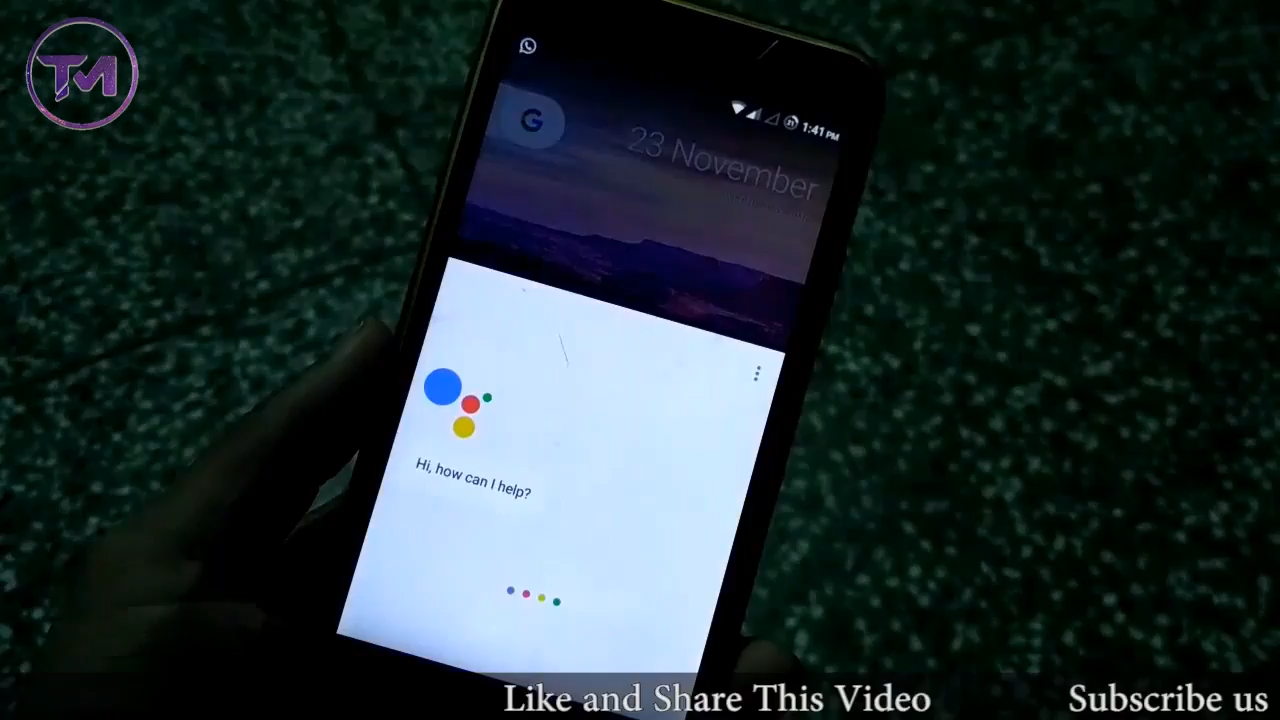 TM
G
1:41 PM
23 November
Hi, how can I help?
Like and Share This Video
Subscribe us